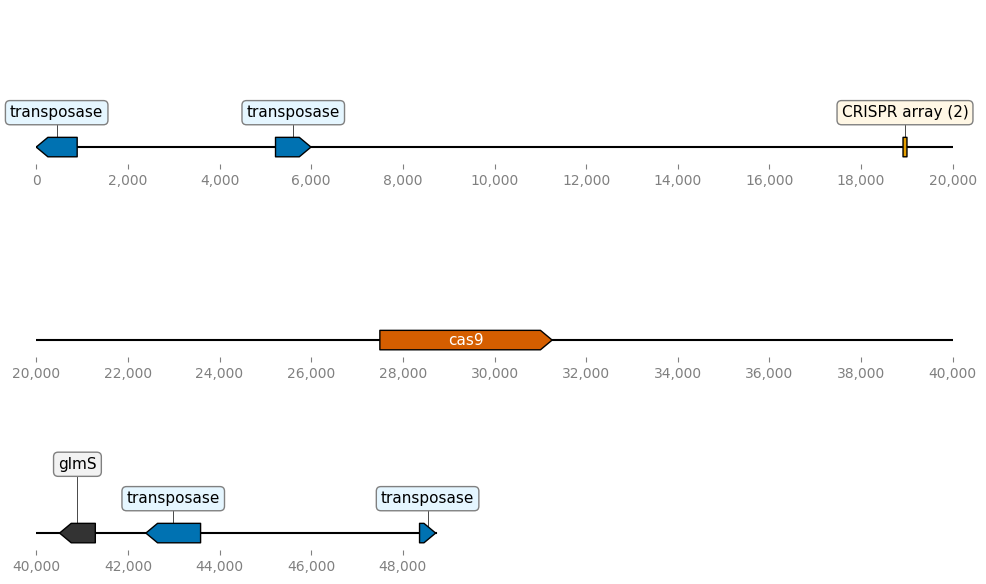 transposase transposase CRISPR array (2)
0 2,000 4,000 6,000 8,000 10,000 12,000 14,000 16,000 18,000 20,000
cas9
20,000 22,000 24,000 26,000 28,000 30,000 32,000 34,000 36,000 38,000 40,000
glmS
transposase transposase
40,000 42,000 44,000 46,000 48,000